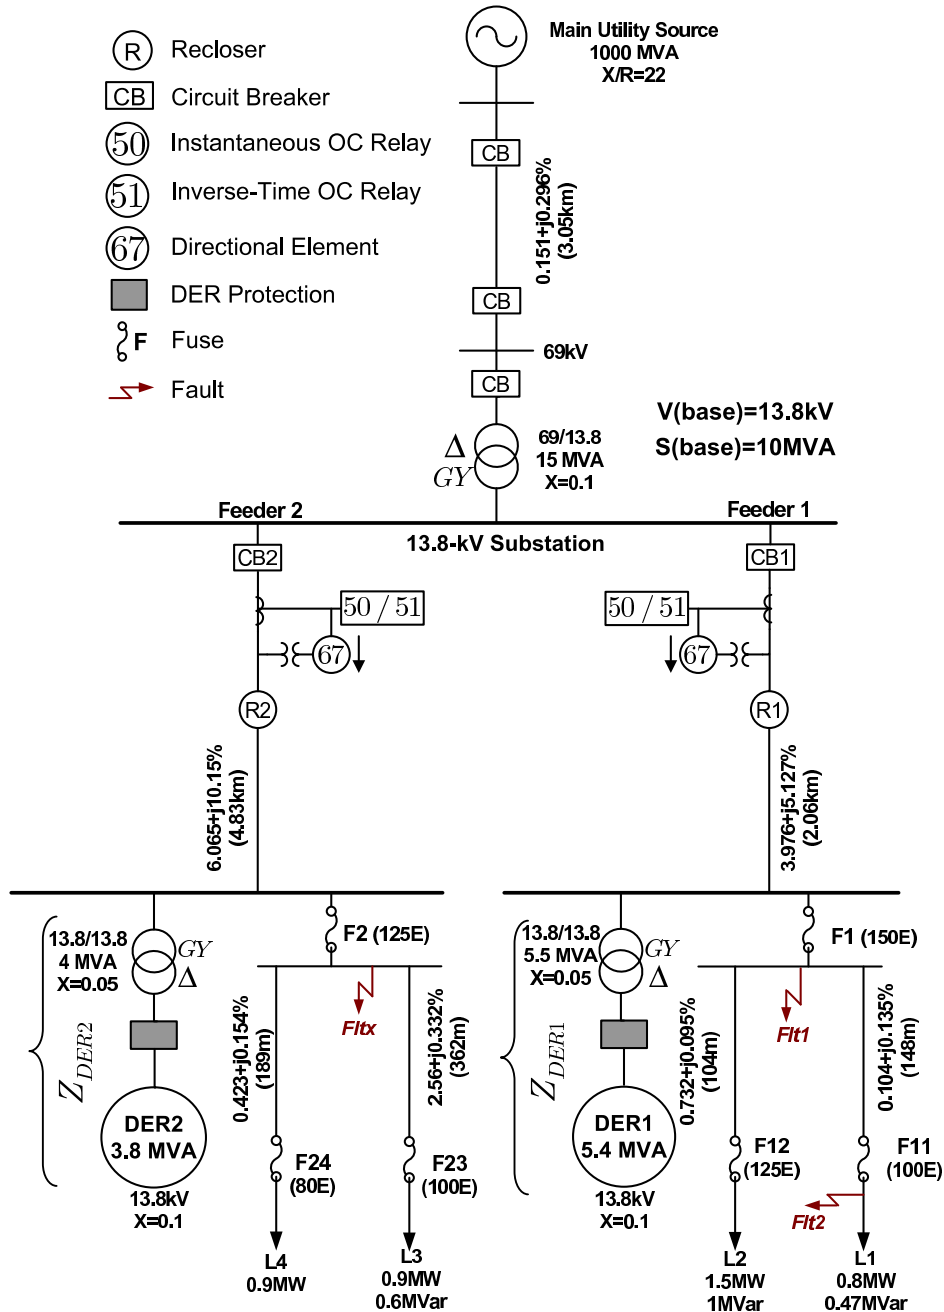 R Recloser
CB Circuit Breaker
50 Instantaneous OC Relay
51 Inverse-Time OC Relay
67 Directional Element
DER Protection
F Fuse
Fault
Main Utility Source
1000 MVA
X/R=22
CB
0.151+j0.296%
(3.05km)
CB
69kV
CB
V(base)=13.8kV
S(base)=10MVA
Δ
GY
69/13.8
15 MVA
X=0.1
Feeder 2
Feeder 1
13.8-kV Substation
CB2
50 / 51
67
R2
6.065+j10.15%
(4.83km)
CB1
50 / 51
67
R1
3.976+j5.127%
(2.06km)
13.8/13.8
4 MVA
X=0.05
GY
Δ
Z DER2
DER2
3.8 MVA
13.8kV
X=0.1
F2 (125E)
Fltx
0.423+j0.154%
(189m)
2.56+j0.332%
(362m)
F24
(80E)
F23
(100E)
L4
0.9MW
L3
0.9MW
0.6MVar
13.8/13.8
5.5 MVA
X=0.05
GY
Δ
Z DER1
DER1
5.4 MVA
13.8kV
X=0.1
F1 (150E)
Flt1
0.732+j0.095%
(104m)
0.104+j0.135%
(148m)
F12
(125E)
F11
(100E)
Flt2
L2
1.5MW
1MVar
L1
0.8MW
0.47MVar